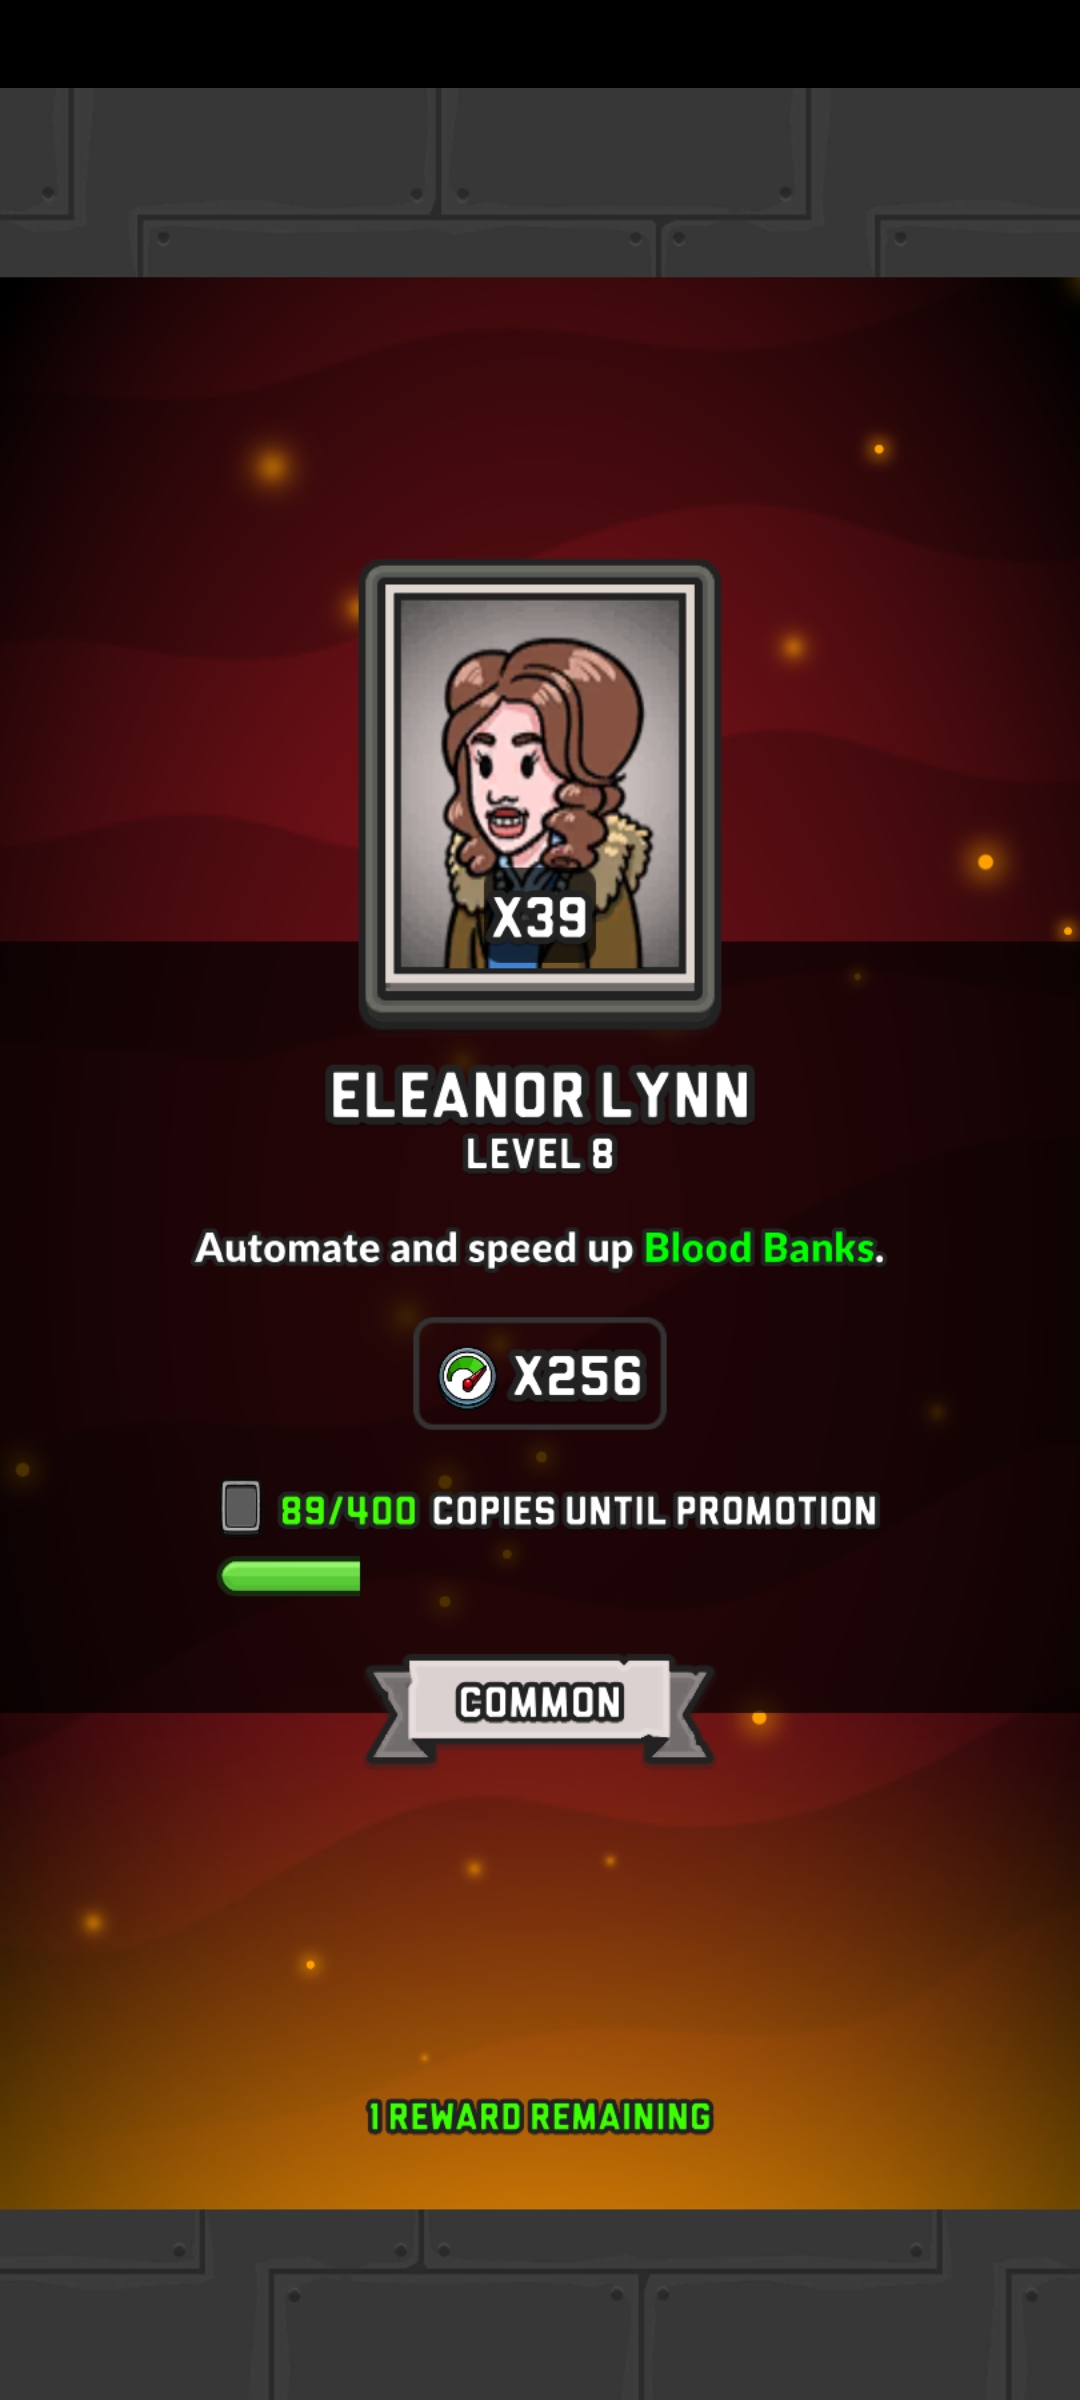 X39
ELEANOR LYNN
LEVEL 8
Automate and speed up Blood Banks.
X256
89/400 COPIES UNTIL PROMOTION
COMMON
1 REWARD REMAINING